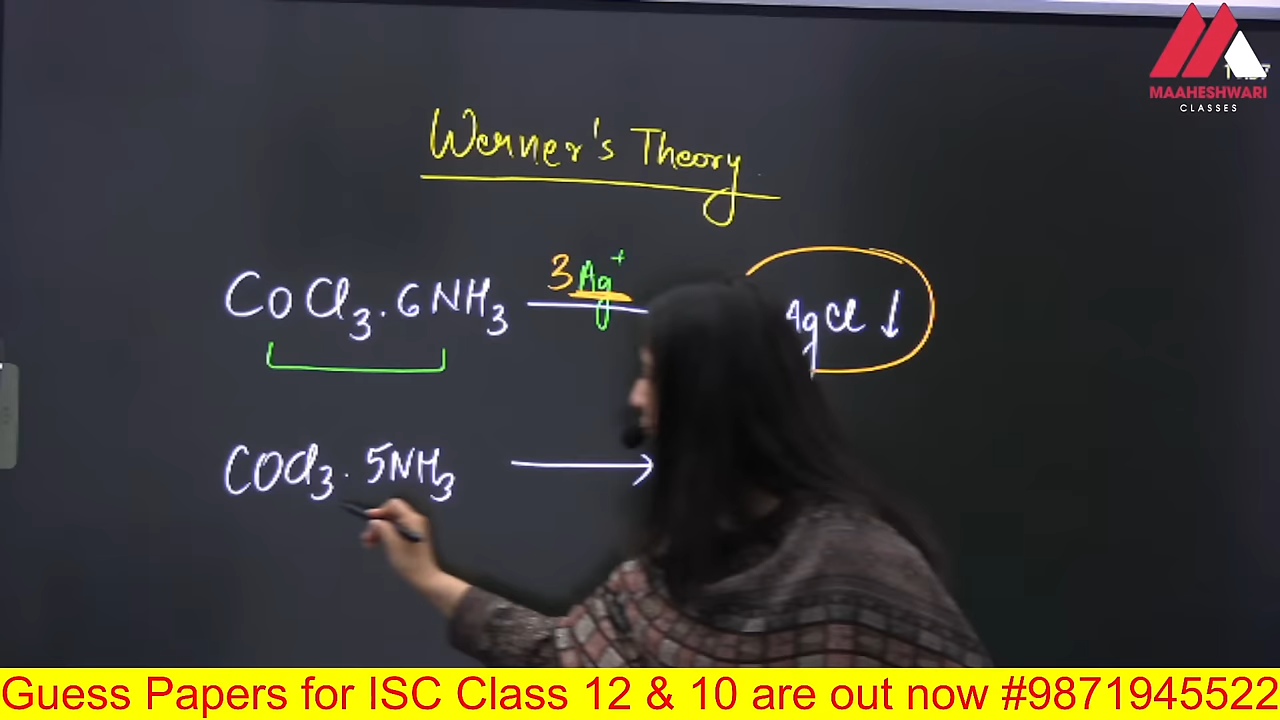 MAAHESHWARI
CLASSES
Werner's Theory
CoCl3.6NH3 3Ag+ AgCl ↓
COCl3.5NH3 →
Guess Papers for ISC Class 12 & 10 are out now #9871945522